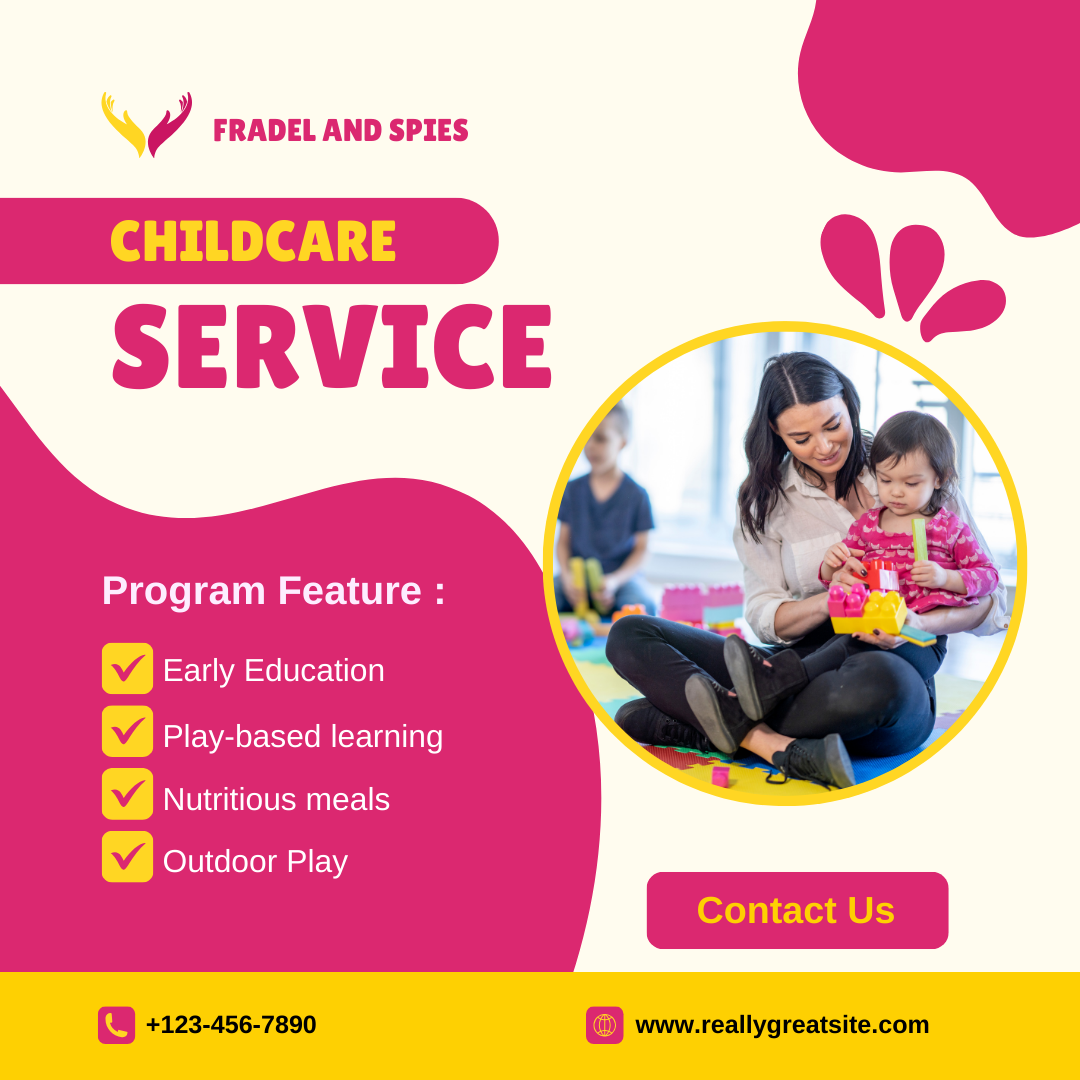 FRADEL AND SPIES
CHILDCARE
SERVICE
Program Feature :
Early Education
Play-based learning
Nutritious meals
Outdoor Play
Contact Us
+123-456-7890
www.reallygreatsite.com